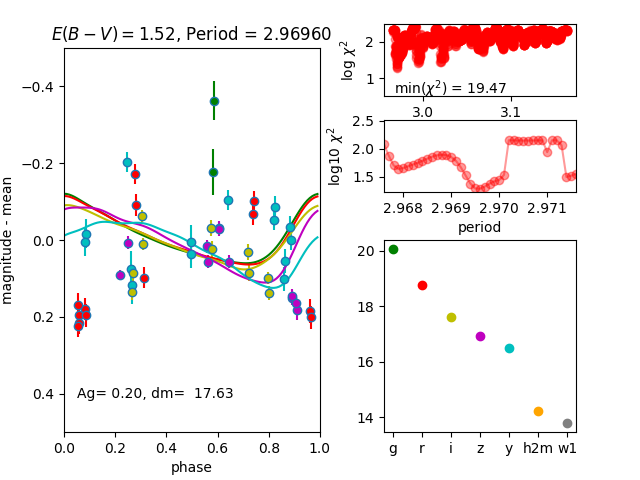 E(B − V) = 1.52, Period = 2.96960
magnitude - mean
−0.4
−0.2
0.0
0.2
0.4
Ag= 0.20, dm=  17.63
0.0 0.2 0.4 0.6 0.8 1.0
phase
log χ²
2
1
min(χ²) = 19.47
3.0 3.1
log10 χ²
2.5
2.0
1.5
2.968 2.969 2.970 2.971
period
20
18
16
14
g r i z y h2m w1